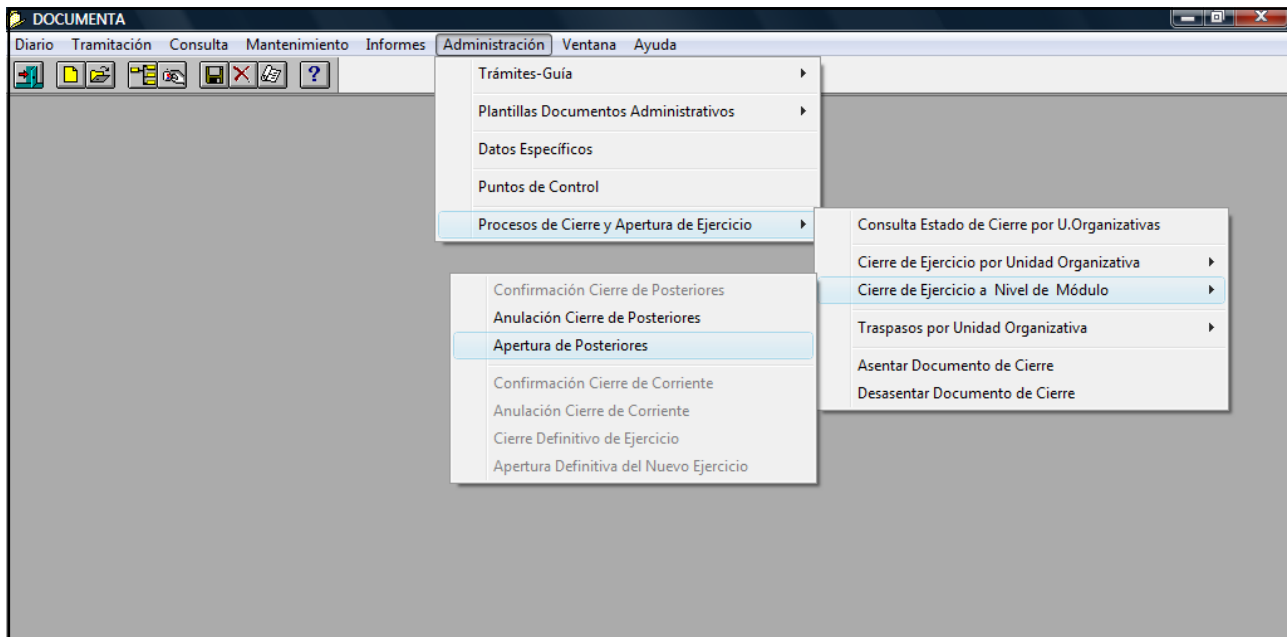 DOCUMENTA
Diario Tramitación Consulta Mantenimiento Informes Administración Ventana Ayuda
?
Trámites-Guía
Plantillas Documentos Administrativos
Datos Específicos
Puntos de Control
Procesos de Cierre y Apertura de Ejercicio
Consulta Estado de Cierre por U.Organizativas
Cierre de Ejercicio por Unidad Organizativa
Cierre de Ejercicio a Nivel de Módulo
Traspasos por Unidad Organizativa
Asentar Documento de Cierre
Desasentar Documento de Cierre
Confirmación Cierre de Posteriores
Anulación Cierre de Posteriores
Apertura de Posteriores
Confirmación Cierre de Corriente
Anulación Cierre de Corriente
Cierre Definitivo de Ejercicio
Apertura Definitiva del Nuevo Ejercicio